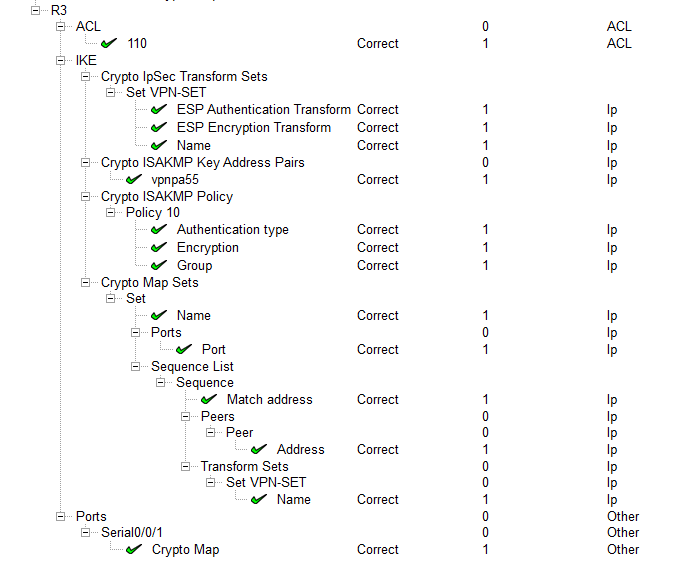 R3
ACL 0 ACL
110 Correct 1 ACL
IKE
Crypto IpSec Transform Sets
Set VPN-SET
ESP Authentication Transform Correct 1 Ip
ESP Encryption Transform Correct 1 Ip
Name Correct 1 Ip
Crypto ISAKMP Key Address Pairs 0 Ip
vpnpa55 Correct 1 Ip
Crypto ISAKMP Policy
Policy 10
Authentication type Correct 1 Ip
Encryption Correct 1 Ip
Group Correct 1 Ip
Crypto Map Sets
Set
Name Correct 1 Ip
Ports 0 Ip
Port Correct 1 Ip
Sequence List
Sequence
Match address Correct 1 Ip
Peers 0 Ip
Peer 0 Ip
Address Correct 1 Ip
Transform Sets 0 Ip
Set VPN-SET 0 Ip
Name Correct 1 Ip
Ports 0 Other
Serial0/0/1 0 Other
Crypto Map Correct 1 Other